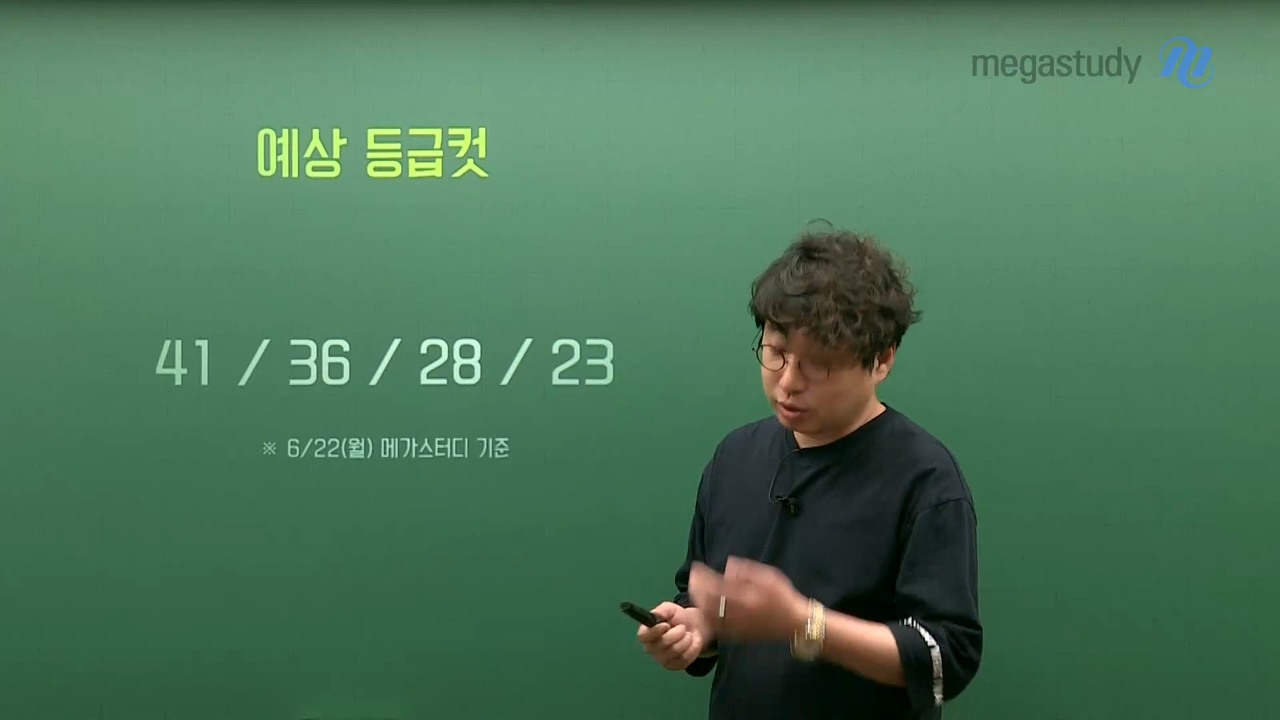 megastudy
예상 등급컷
41 / 36 / 28 / 23
※ 6/22(월) 메가스터디 기준